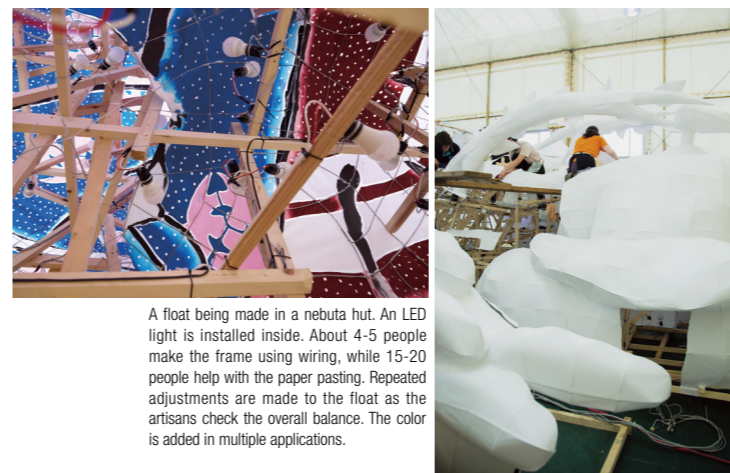 A float being made in a nebuta hut. An LED
light is installed inside. About 4-5 people
make the frame using wiring, while 15-20
people help with the paper pasting. Repeated
adjustments are made to the float as the
artisans check the overall balance. The color
is added in multiple applications.